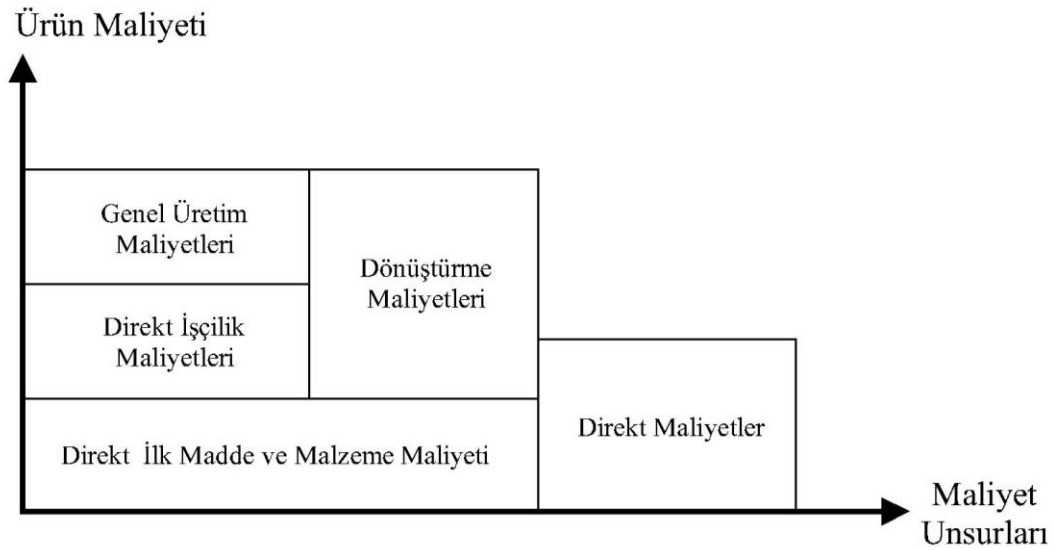 Ürün Maliyeti
Genel Üretim
Maliyetleri
Dönüştürme
Maliyetleri
Direkt İşçilik
Maliyetleri
Direkt Maliyetler
Direkt İlk Madde ve Malzeme Maliyeti
Maliyet
Unsurları